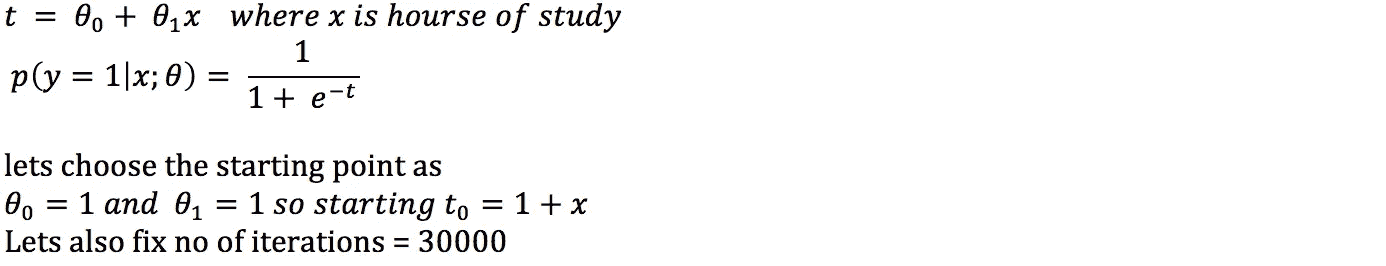 t = θ₀ + θ₁x where x is hourse of study
p(y = 1|x; θ) = 1 / (1 + e^−t)
lets choose the starting point as
θ₀ = 1 and θ₁ = 1 so starting t₀ = 1 + x
Lets also fix no of iterations = 30000